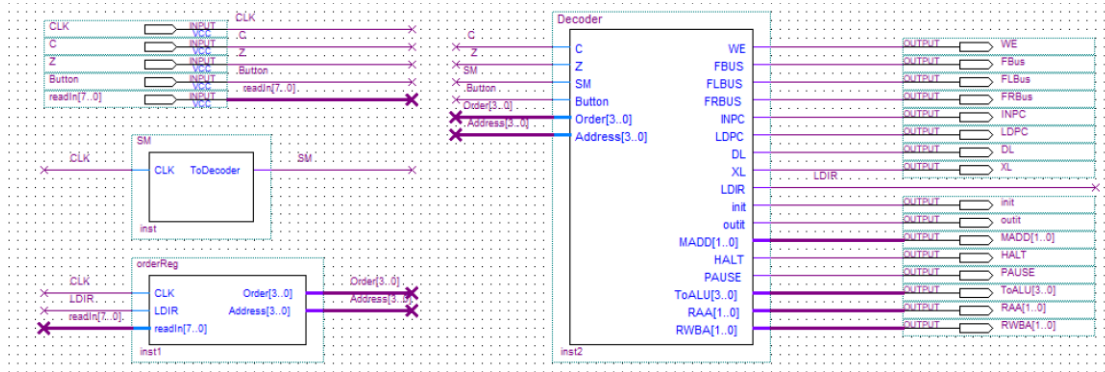 CLK INPUT VCC CLK
C INPUT VCC C
Z INPUT VCC Z
Button INPUT VCC Button
readIn[7..0] INPUT VCC readIn[7..0]
SM
CLK CLK ToDecoder SM
inst
orderReg
CLK CLK Order[3..0] Order[3..0]
LDIR LDIR Address[3..0] Address[3..0]
readIn[7..0] readIn[7..0]
inst1
Decoder
C C WE OUTPUT WE
Z Z FBUS OUTPUT FBus
SM SM FLBUS OUTPUT FLBus
Button Button FRBUS OUTPUT FRBus
Order[3..0] Order[3..0] INPC OUTPUT INPC
Address[3..0] Address[3..0] LDPC OUTPUT LDPC
DL OUTPUT DL
XL OUTPUT XL
LDIR LDIR
init OUTPUT init
outit OUTPUT outit
MADD[1..0] OUTPUT MADD[1..0]
HALT OUTPUT HALT
PAUSE OUTPUT PAUSE
ToALU[3..0] OUTPUT ToALU[3..0]
RAA[1..0] OUTPUT RAA[1..0]
RWBA[1..0] OUTPUT RWBA[1..0]
inst2